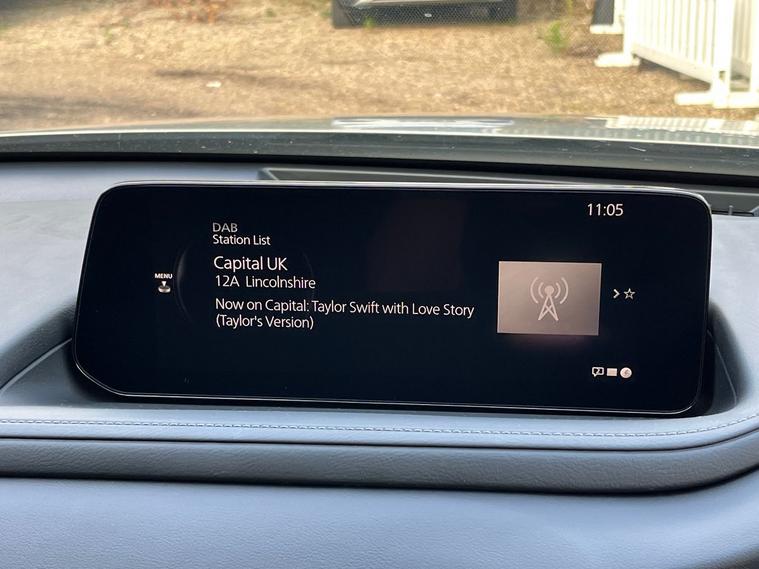 11:05
DAB
Station List
MENU
Capital UK
12A Lincolnshire
Now on Capital: Taylor Swift with Love Story
(Taylor's Version)